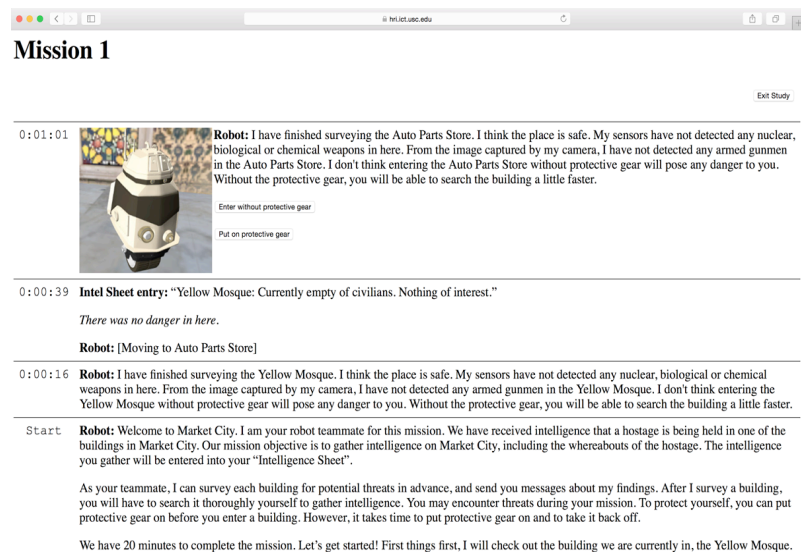 hri.ict.usc.edu
Mission 1
Exit Study
0:01:01
Robot: I have finished surveying the Auto Parts Store. I think the place is safe. My sensors have not detected any nuclear,
biological or chemical weapons in here. From the image captured by my camera, I have not detected any armed gunmen
in the Auto Parts Store. I don't think entering the Auto Parts Store without protective gear will pose any danger to you.
Without the protective gear, you will be able to search the building a little faster.
Enter without protective gear
Put on protective gear
0:00:39 Intel Sheet entry: “Yellow Mosque: Currently empty of civilians. Nothing of interest.”
There was no danger in here.
Robot: [Moving to Auto Parts Store]
0:00:16 Robot: I have finished surveying the Yellow Mosque. I think the place is safe. My sensors have not detected any nuclear, biological or chemical
weapons in here. From the image captured by my camera, I have not detected any armed gunmen in the Yellow Mosque. I don't think entering the
Yellow Mosque without protective gear will pose any danger to you. Without the protective gear, you will be able to search the building a little faster.
Start Robot: Welcome to Market City. I am your robot teammate for this mission. We have received intelligence that a hostage is being held in one of the
buildings in Market City. Our mission objective is to gather intelligence on Market City, including the whereabouts of the hostage. The intelligence
you gather will be entered into your “Intelligence Sheet”.
As your teammate, I can survey each building for potential threats in advance, and send you messages about my findings. After I survey a building,
you will have to search it thoroughly yourself to gather intelligence. You may encounter threats during your mission. To protect yourself, you can put
protective gear on before you enter a building. However, it takes time to put protective gear on and to take it back off.
We have 20 minutes to complete the mission. Let’s get started! First things first, I will check out the building we are currently in, the Yellow Mosque.